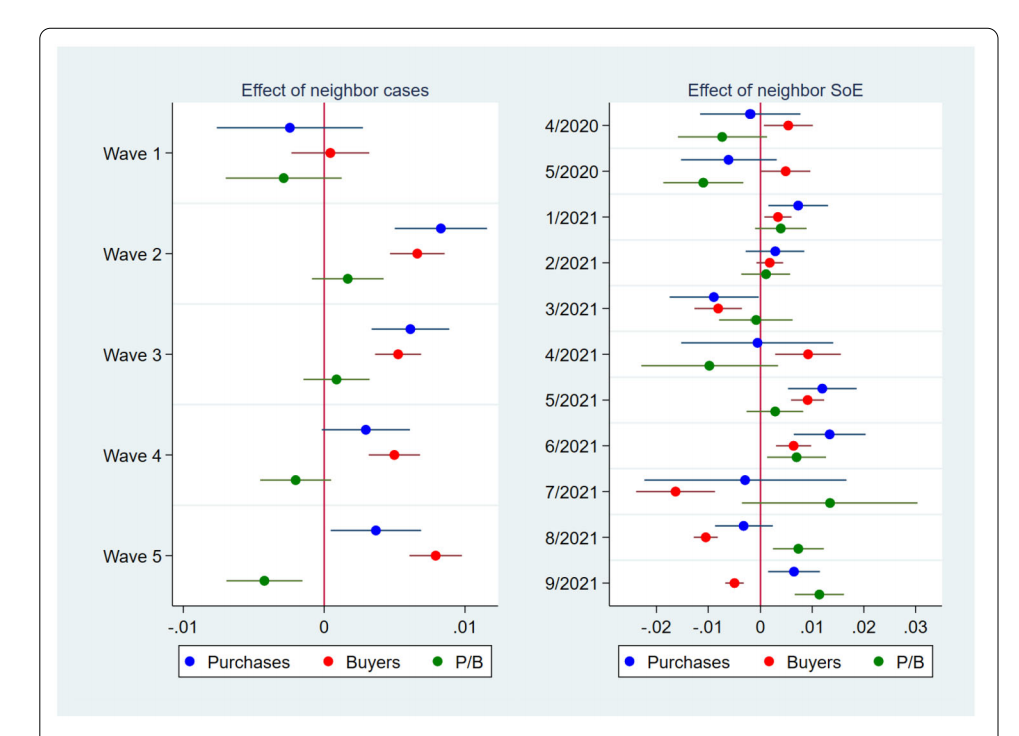 Effect of neighbor cases
Wave 1
Wave 2
Wave 3
Wave 4
Wave 5
-.01 0 .01
Purchases Buyers P/B
Effect of neighbor SoE
4/2020
5/2020
1/2021
2/2021
3/2021
4/2021
5/2021
6/2021
7/2021
8/2021
9/2021
-.02 -.01 0 .01 .02 .03
Purchases Buyers P/B